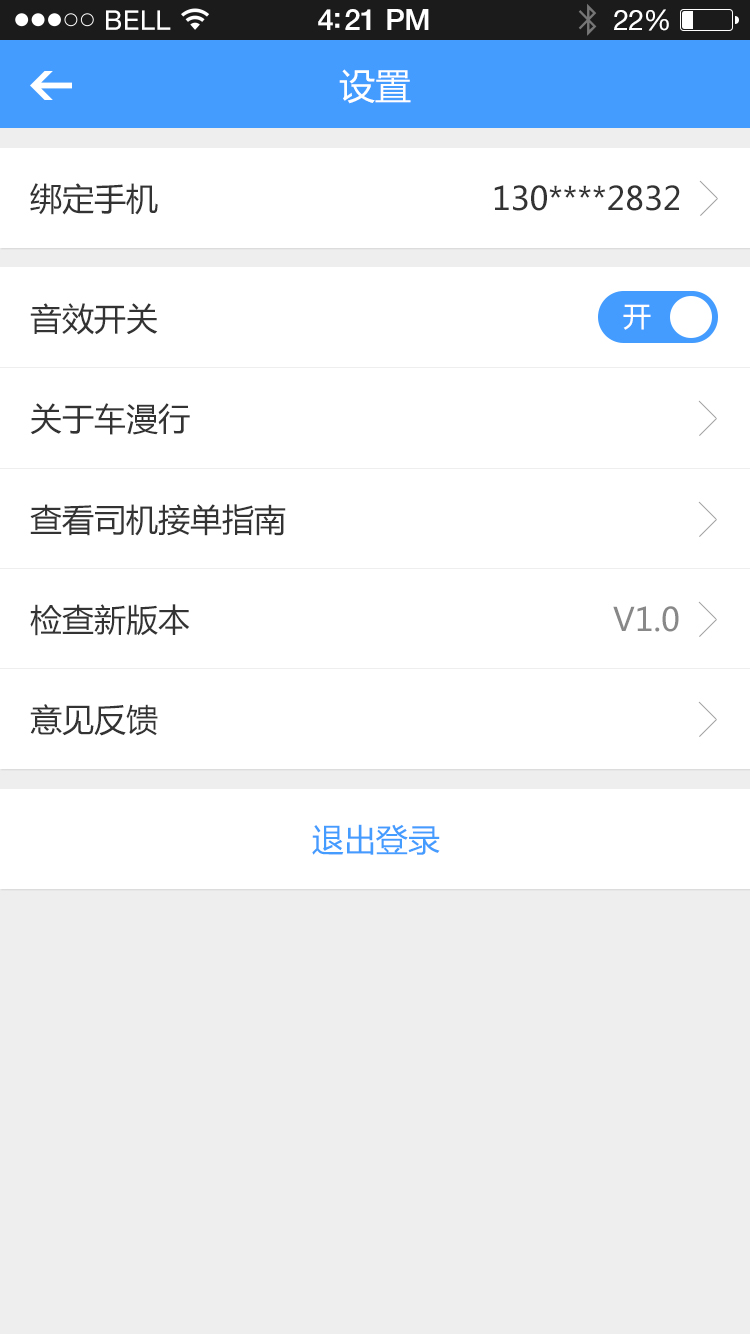 BELL 4:21 PM 22%
设置
绑定手机 130****2832
音效开关 开
关于车漫行
查看司机接单指南
检查新版本 V1.0
意见反馈
退出登录